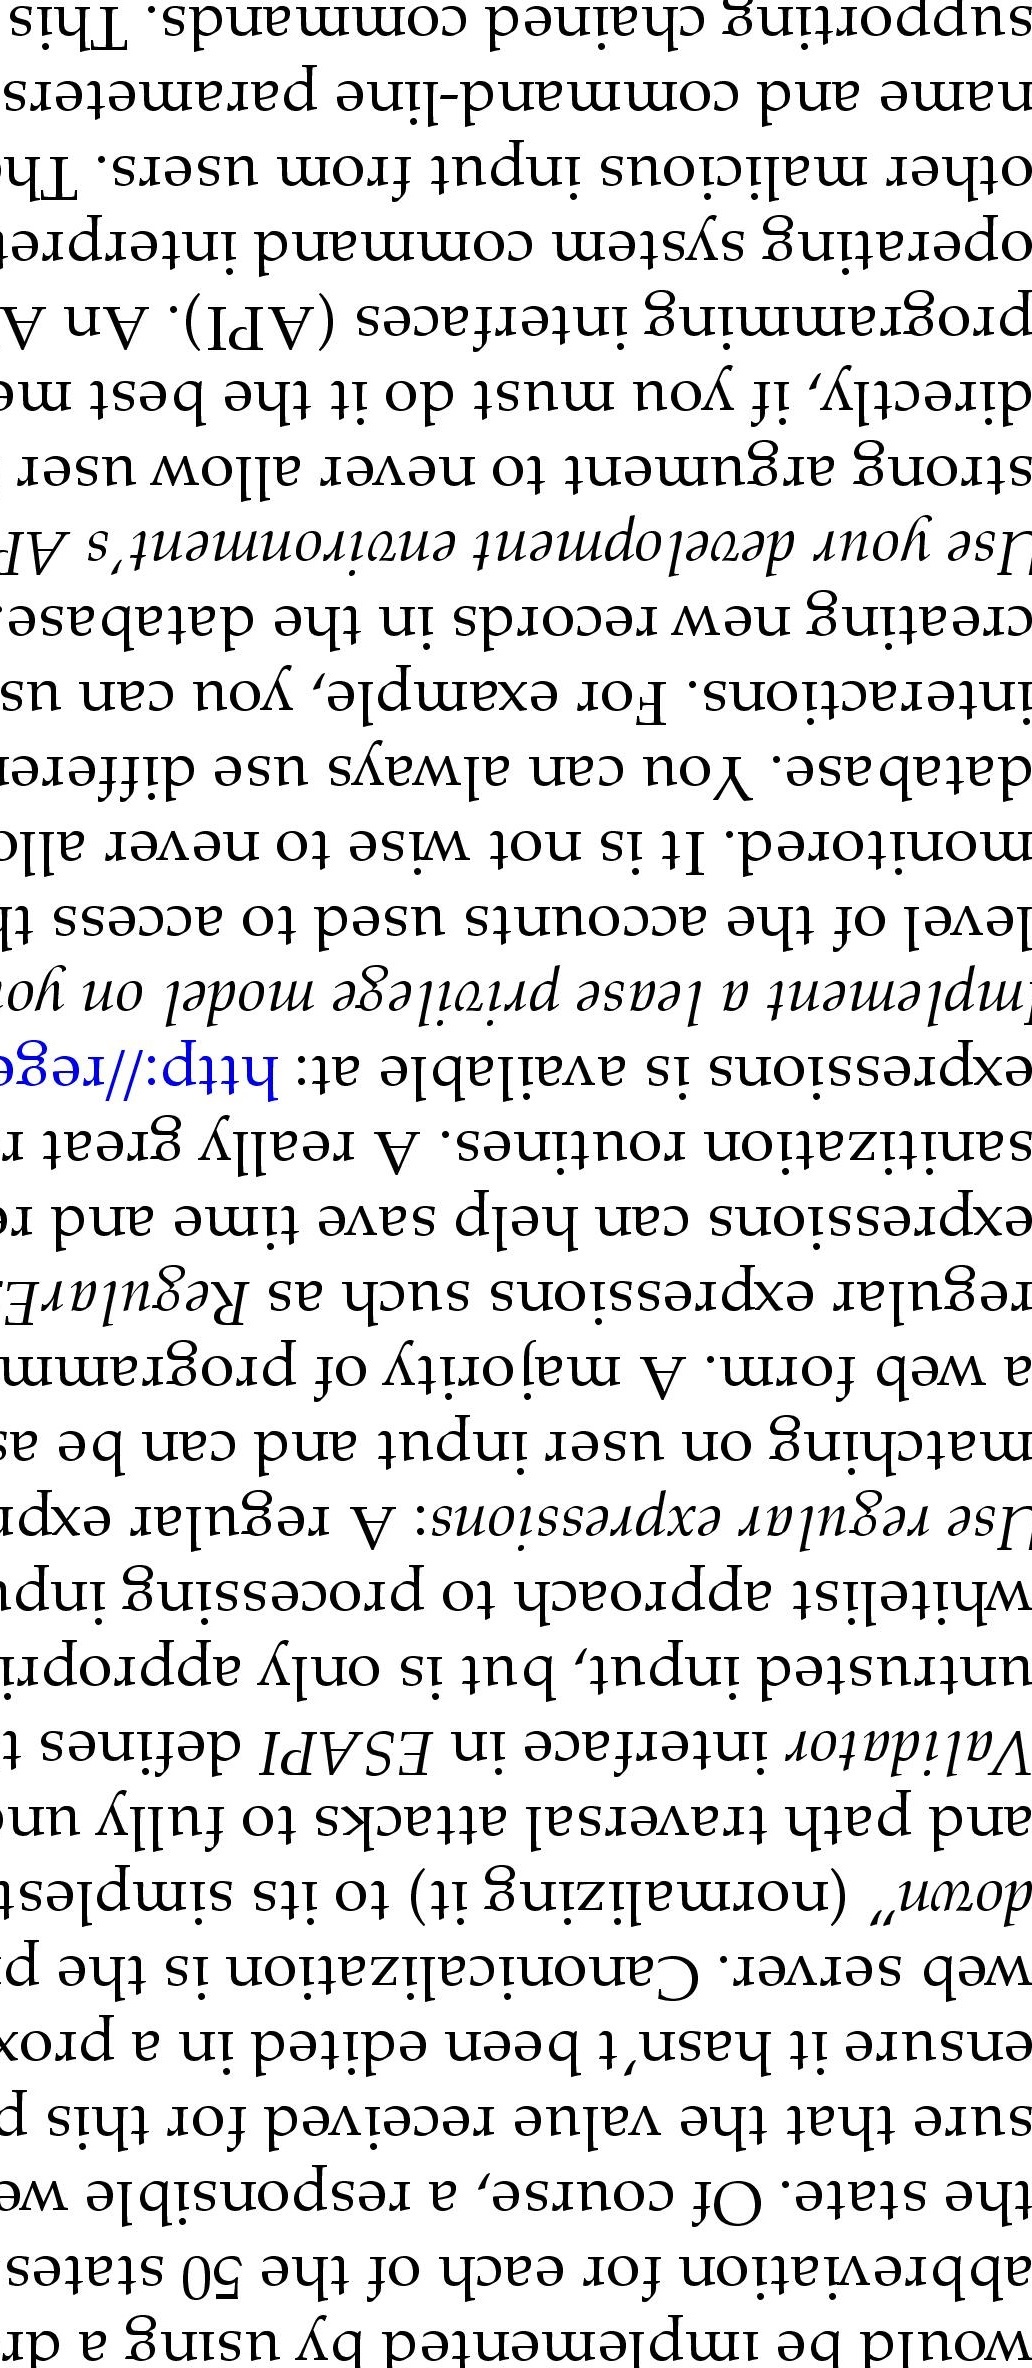 would be implemented by using a dr
abbreviation for each of the 50 states
the state. Of course, a responsible we
sure that the value received for this p
ensure it hasn't been edited in a prox
web server. Canonicalization is the p
down” (normalizing it) to its simplest
and path traversal attacks to fully un
Validator interface in ESAPI defines t
untrusted input, but is only appropri
whitelist approach to processing inpu
Use regular expressions: A regular expr
matching on user input and can be as
a web form. A majority of programm
regular expressions such as RegularE
expressions can help save time and re
sanitization routines. A really great r
expressions is available at: http://rege
Implement a lease privilege model on you
level of the accounts used to access th
monitored. It is not wise to never allo
database. You can always use differen
interactions. For example, you can us
creating new records in the database.
Use your development environment's AP
strong argument to never allow user
directly, if you must do it the best me
programming interfaces (API). An A
operating system command interpret
other malicious input from users. The
name and command-line parameters
supporting chained commands. This